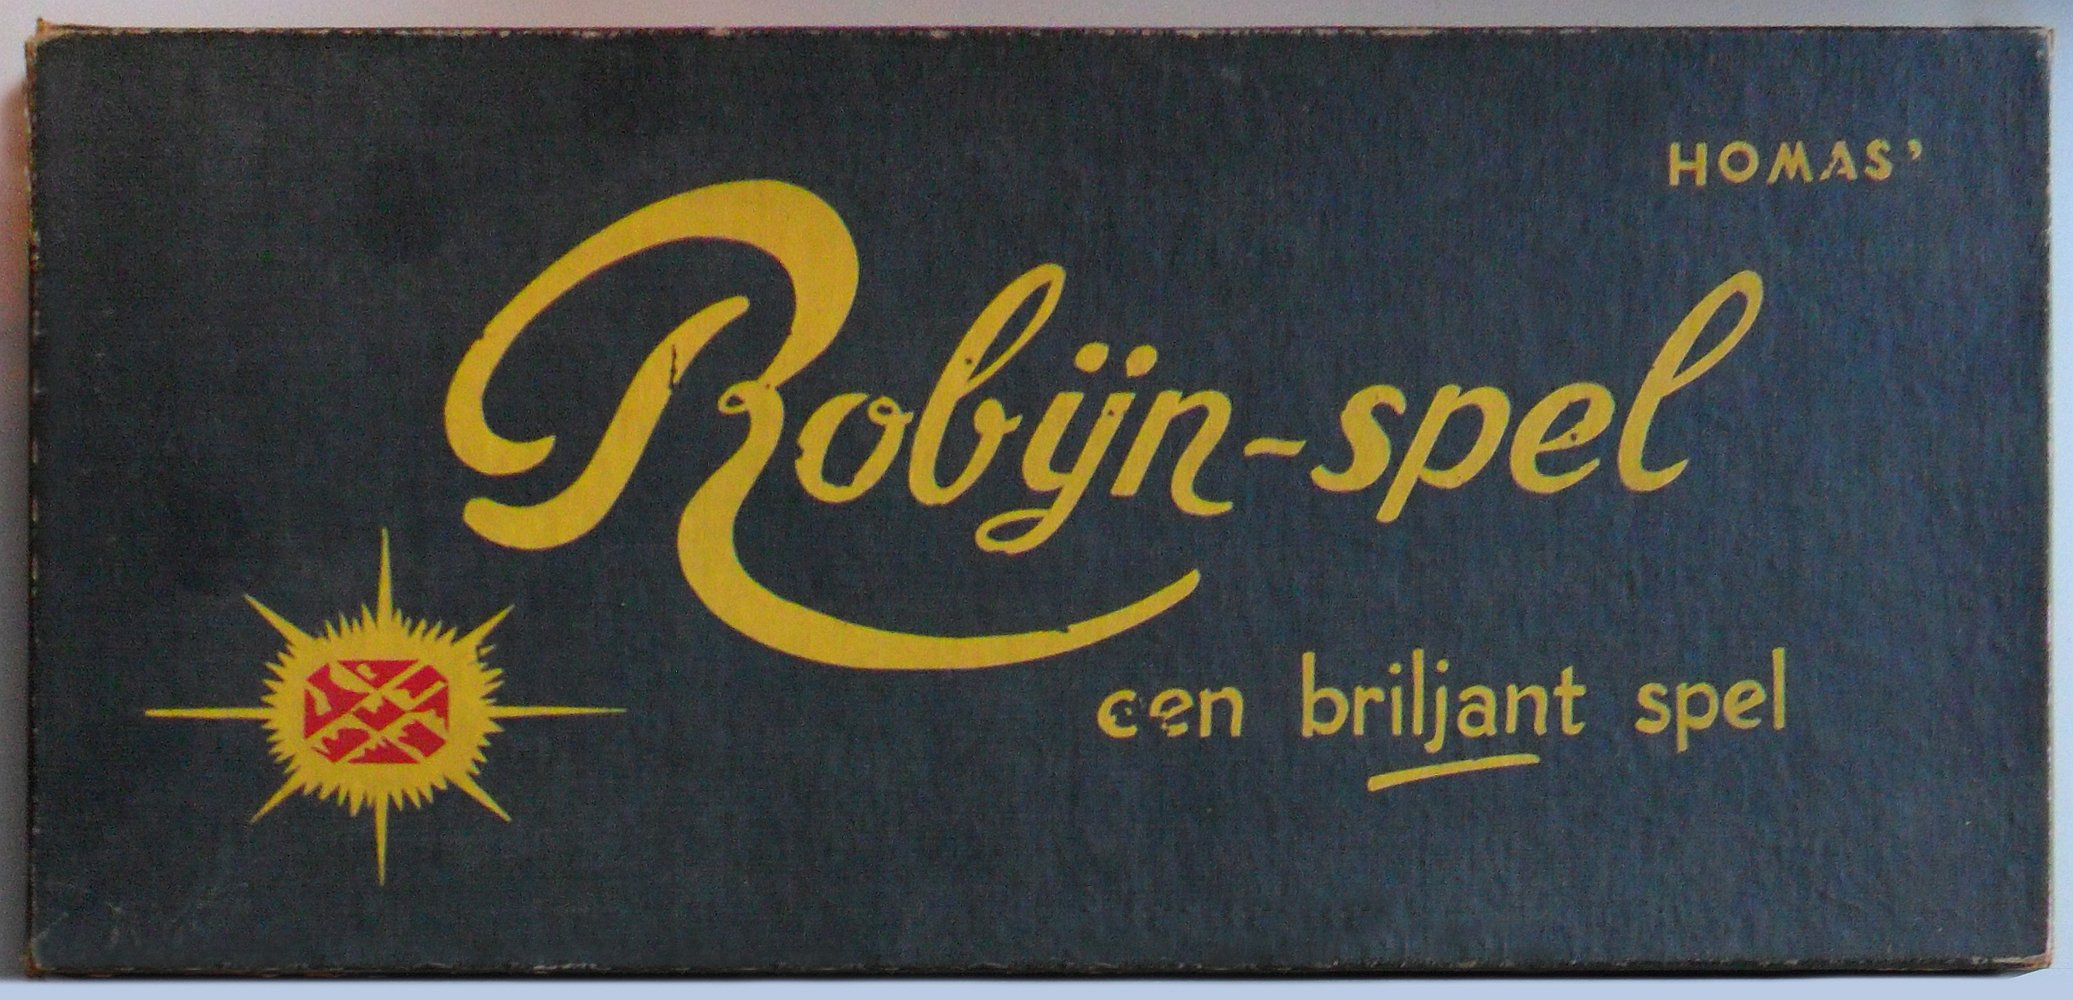 HOMAS'
Robijn-spel
een briljant spel